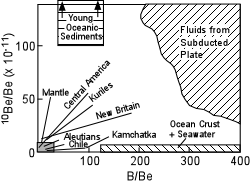 Young
Oceanic
Sediments
Fluids from
Subducted
Plate
Mantle
Central America
Kuriles
New Britain
Aleutians
Chile
Kamchatka
Ocean Crust
+ Seawater
10Be/Be (x 10-11)
100
50
0
100
200
300
400
B/Be